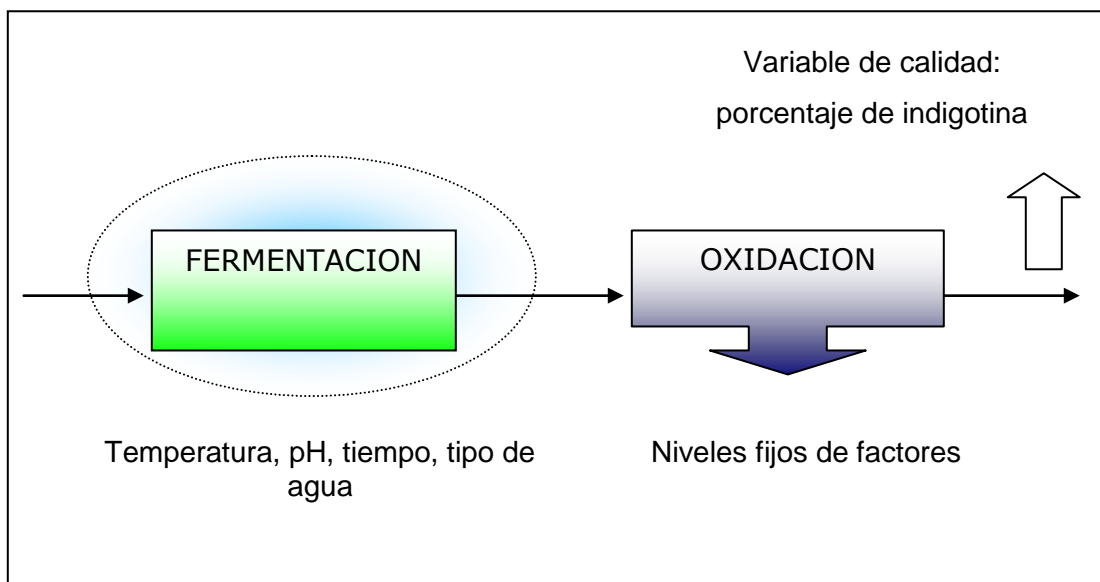 Variable de calidad:
porcentaje de indigotina
FERMENTACION
OXIDACION
Temperatura, pH, tiempo, tipo de
agua
Niveles fijos de factores